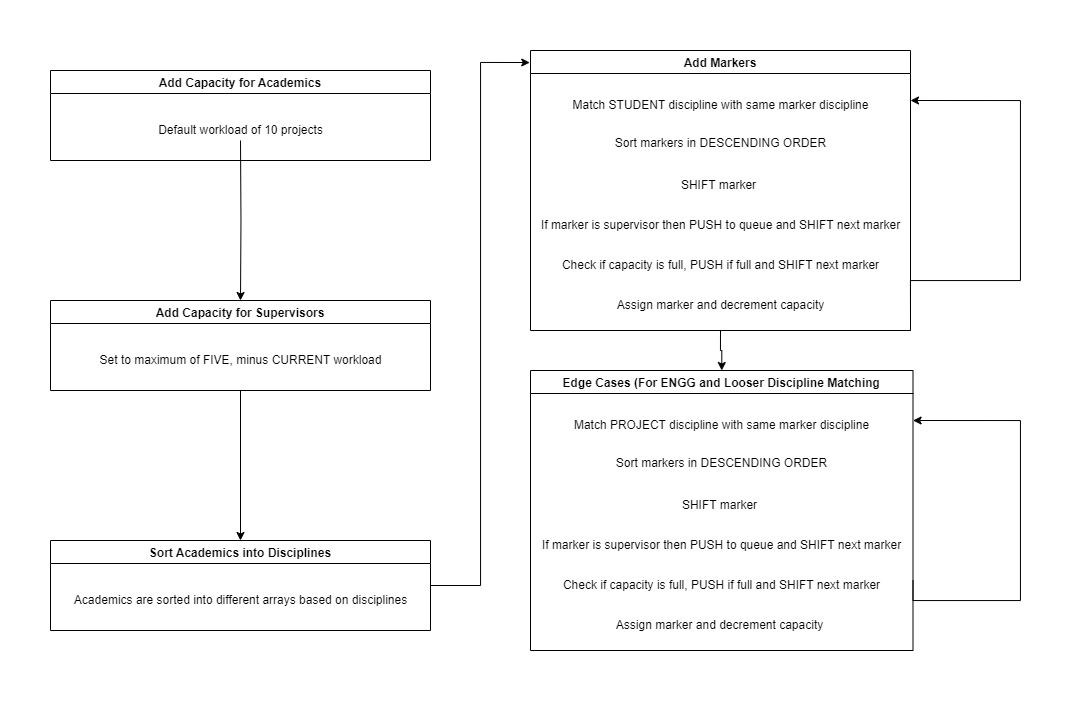 Add Capacity for Academics
Default workload of 10 projects
Add Capacity for Supervisors
Set to maximum of FIVE, minus CURRENT workload
Sort Academics into Disciplines
Academics are sorted into different arrays based on disciplines
Add Markers
Match STUDENT discipline with same marker discipline
Sort markers in DESCENDING ORDER
SHIFT marker
If marker is supervisor then PUSH to queue and SHIFT next marker
Check if capacity is full, PUSH if full and SHIFT next marker
Assign marker and decrement capacity
Edge Cases (For ENGG and Looser Discipline Matching
Match PROJECT discipline with same marker discipline
Sort markers in DESCENDING ORDER
SHIFT marker
If marker is supervisor then PUSH to queue and SHIFT next marker
Check if capacity is full, PUSH if full and SHIFT next marker
Assign marker and decrement capacity